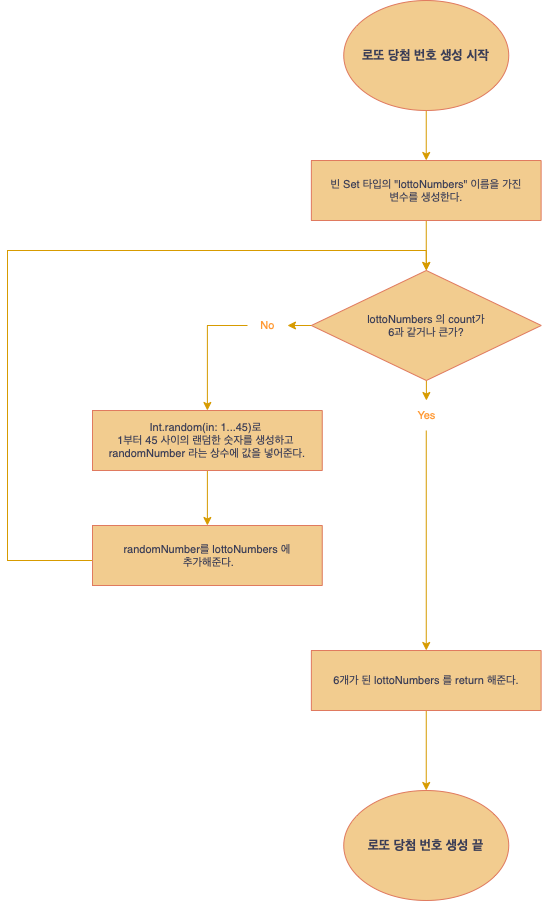 로또 당첨 번호 생성 시작
빈 Set 타입의 "lottoNumbers" 이름을 가진
변수를 생성한다.
lottoNumbers 의 count가
6과 같거나 큰가?
No
Yes
Int.random(in: 1...45)로
1부터 45 사이의 랜덤한 숫자를 생성하고
randomNumber 라는 상수에 값을 넣어준다.
randomNumber를 lottoNumbers 에
추가해준다.
6개가 된 lottoNumbers 를 return 해준다.
로또 당첨 번호 생성 끝